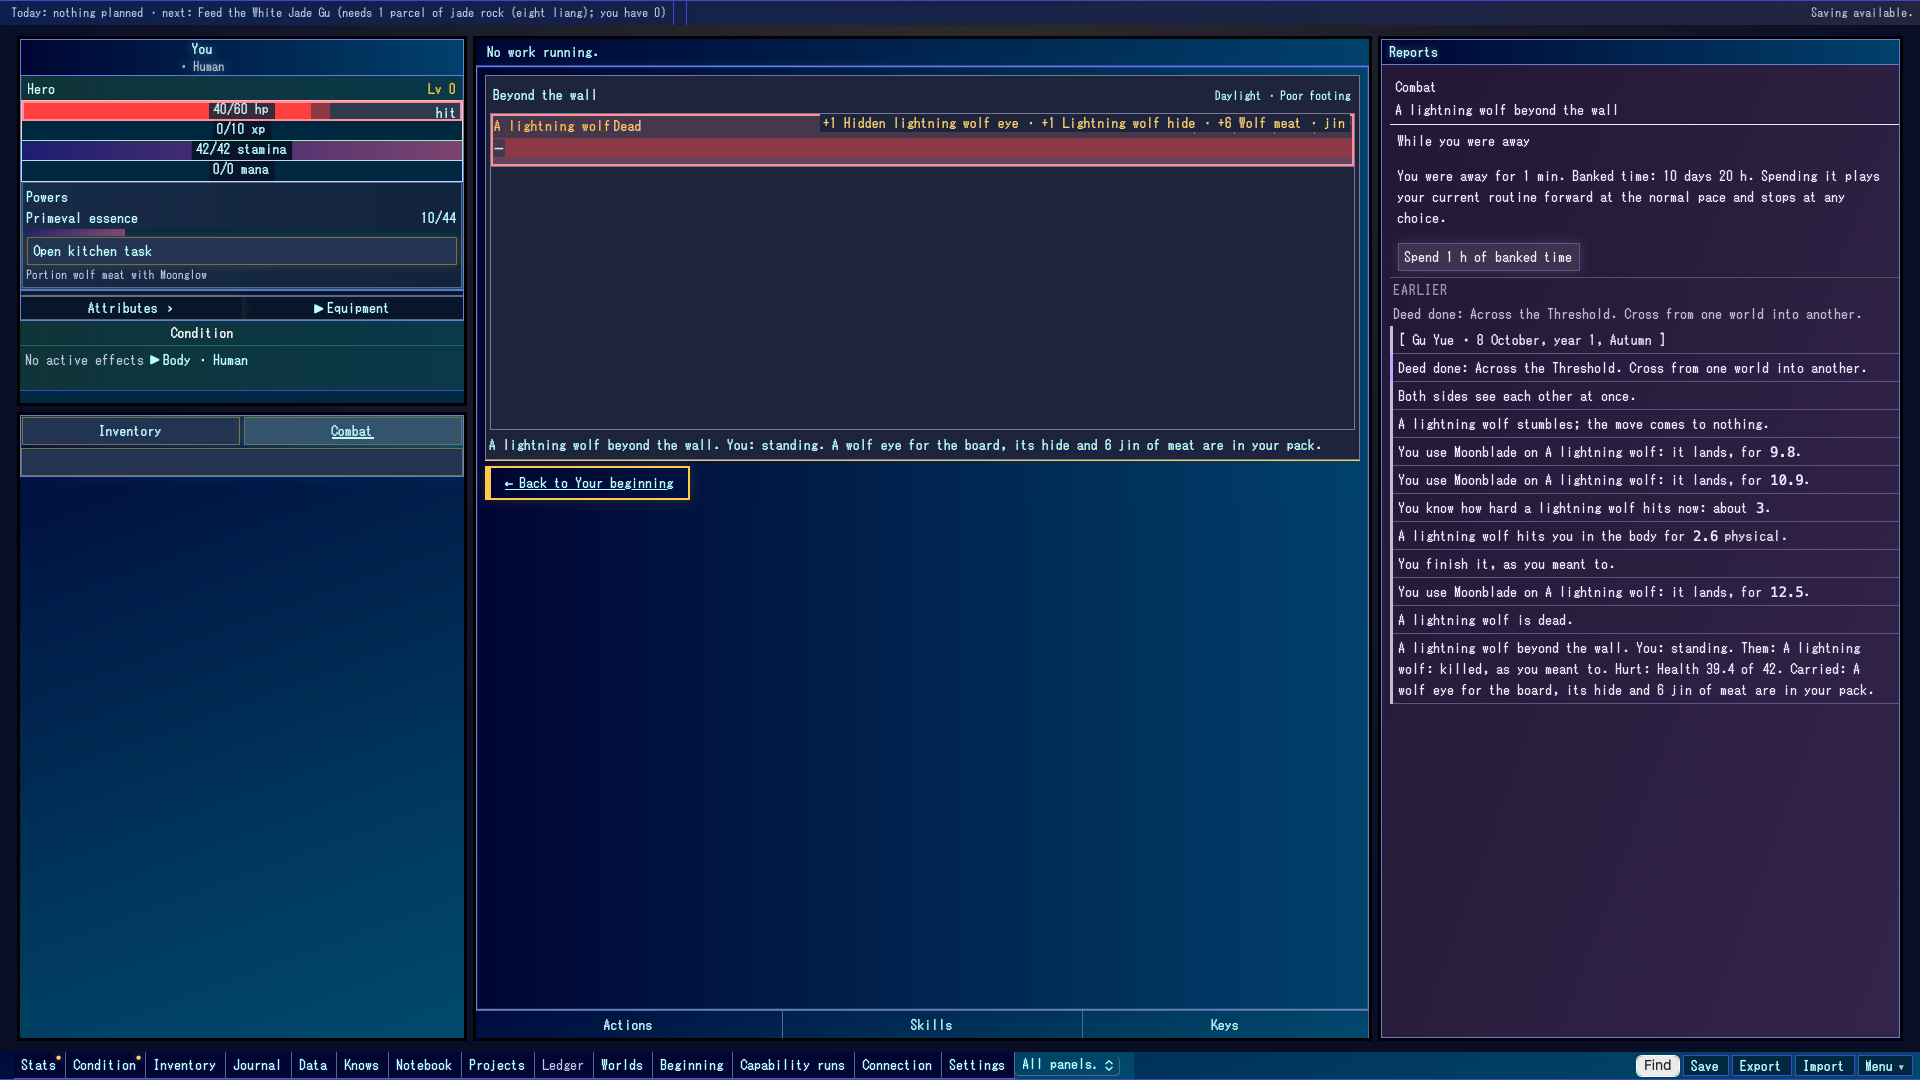 Today: nothing planned · next: Feed the White Jade Gu (needs 1 parcel of jade rock (eight liang); you have 0)
Saving available.
You
· Human
Hero
Lv 0
40/60 hp
hit
0/10 xp
42/42 stamina
0/0 mana
Powers
Primeval essence
10/44
Open kitchen task
Portion wolf meat with Moonglow
Attributes ›
▶Equipment
Condition
No active effects ▶Body · Human
Inventory
Combat
No work running.
Beyond the wall
Daylight · Poor footing
A lightning wolf Dead
+1 Hidden lightning wolf eye · +1 Lightning wolf hide · +6 Wolf meat · jin
—
A lightning wolf beyond the wall. You: standing. A wolf eye for the board, its hide and 6 jin of meat are in your pack.
← Back to Your beginning
Actions
Skills
Keys
Reports
Combat
A lightning wolf beyond the wall
While you were away
You were away for 1 min. Banked time: 10 days 20 h. Spending it plays
your current routine forward at the normal pace and stops at any
choice.
Spend 1 h of banked time
EARLIER
Deed done: Across the Threshold. Cross from one world into another.
[ Gu Yue · 8 October, year 1, Autumn ]
Deed done: Across the Threshold. Cross from one world into another.
Both sides see each other at once.
A lightning wolf stumbles; the move comes to nothing.
You use Moonblade on A lightning wolf: it lands, for 9.8.
You use Moonblade on A lightning wolf: it lands, for 10.9.
You know how hard a lightning wolf hits now: about 3.
A lightning wolf hits you in the body for 2.6 physical.
You finish it, as you meant to.
You use Moonblade on A lightning wolf: it lands, for 12.5.
A lightning wolf is dead.
A lightning wolf beyond the wall. You: standing. Them: A lightning
wolf: killed, as you meant to. Hurt: Health 39.4 of 42. Carried: A
wolf eye for the board, its hide and 6 jin of meat are in your pack.
Stats
Condition
Inventory
Journal
Data
Knows
Notebook
Projects
Ledger
Worlds
Beginning
Capability runs
Connection
Settings
All panels.
Find
Save
Export
Import
Menu ▾